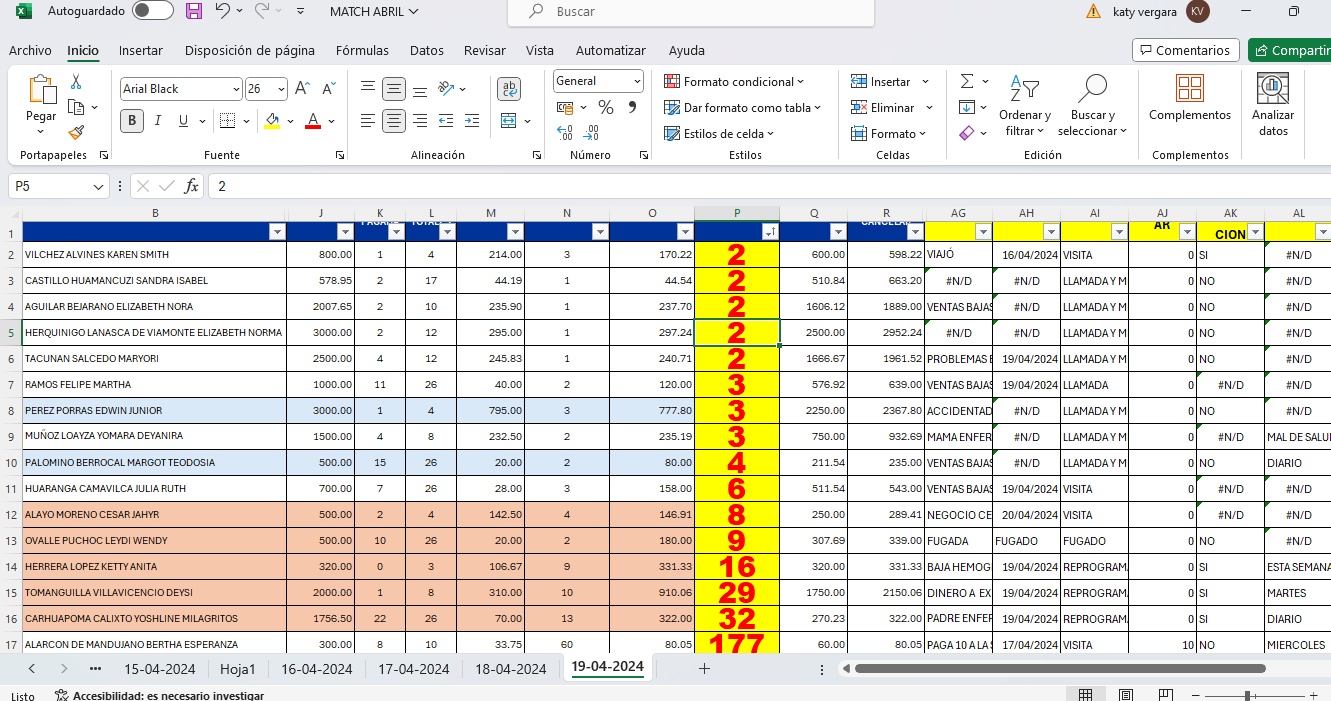 Autoguardado MATCH ABRIL Buscar katy vergara KV
Archivo Inicio Insertar Disposición de página Fórmulas Datos Revisar Vista Automatizar Ayuda Comentarios Compartir
Pegar Arial Black 26 General Formato condicional Insertar
N K S ab % Dar formato como tabla Eliminar Ordenar y filtrar Buscar y seleccionar Complementos Analizar datos
Estilos de celda Formato
Portapapeles Fuente Alineación Número Estilos Celdas Edición Complementos
P5 fx 2
B J K L M N O P Q R AG AH AI AJ AK AL
1 AR CION
2 VILCHEZ ALVINES KAREN SMITH 800.00 1 4 214.00 3 170.22 2 600.00 598.22 VIAJÓ 16/04/2024 VISITA 0 SI #N/D
3 CASTILLO HUAMANCUZI SANDRA ISABEL 578.95 2 17 44.19 1 44.54 2 510.84 663.20 #N/D #N/D LLAMADA Y M 0 NO #N/D
4 AGUILAR BEJARANO ELIZABETH NORA 2007.65 2 10 235.90 1 237.70 2 1606.12 1889.00 VENTAS BAJAS #N/D LLAMADA Y M 0 NO #N/D
5 HERQUINIGO LANASCA DE VIAMONTE ELIZABETH NORMA 3000.00 2 12 295.00 1 297.24 2 2500.00 2952.24 #N/D #N/D LLAMADA Y M 0 NO #N/D
6 TACUNAN SALCEDO MARYORI 2500.00 4 12 245.83 1 240.71 2 1666.67 1961.52 PROBLEMAS 19/04/2024 LLAMADA Y M 0 NO #N/D
7 RAMOS FELIPE MARTHA 1000.00 11 26 40.00 2 120.00 3 576.92 639.00 VENTAS BAJAS 19/04/2024 LLAMADA 0 #N/D #N/D
8 PEREZ PORRAS EDWIN JUNIOR 3000.00 1 4 795.00 3 777.80 3 2250.00 2367.80 ACCIDENTAD #N/D LLAMADA Y M 0 NO #N/D
9 MUÑOZ LOAYZA YOMARA DEYANIRA 1500.00 4 8 232.50 2 235.19 3 750.00 932.69 MAMA ENFER #N/D LLAMADA Y M 0 #N/D MAL DE SALU
10 PALOMINO BERROCAL MARGOT TEODOSIA 500.00 15 26 20.00 2 80.00 4 211.54 235.00 VENTAS BAJAS #N/D LLAMADA Y M 0 NO DIARIO
11 HUARANGA CAMAVILCA JULIA RUTH 700.00 7 26 28.00 3 158.00 6 511.54 543.00 VENTAS BAJAS 19/04/2024 VISITA 0 #N/D #N/D
12 ALAYO MORENO CESAR JAHYR 500.00 2 4 142.50 4 146.91 8 250.00 289.41 NEGOCIO CE 20/04/2024 VISITA 0 #N/D #N/D
13 OVALLE PUCHOC LEYDI WENDY 500.00 10 26 20.00 2 180.00 9 307.69 339.00 FUGADA FUGADO FUGADO 0 NO #N/D
14 HERRERA LOPEZ KETTY ANITA 320.00 0 3 106.67 9 331.33 16 320.00 331.33 BAJA HEMOG 19/04/2024 REPROGRAM 0 SI ESTA SEMANA
15 TOMANGUILLA VILLAVICENCIO DEYSI 2000.00 1 8 310.00 10 910.06 29 1750.00 2150.06 DINERO A EX 19/04/2024 REPROGRAM 0 SI MARTES
16 CARHUAPOMA CALIXTO YOSHLINE MILAGRITOS 1756.50 22 26 70.00 13 322.00 32 270.23 322.00 PADRE ENFER 19/04/2024 REPROGRAM 0 SI DIARIO
17 ALARCON DE MANDUJANO BERTHA ESPERANZA 300.00 8 10 33.75 60 80.05 177 60.00 80.05 PAGA 10 A LA 17/04/2024 VISITA 10 NO MIERCOLES
15-04-2024 Hoja1 16-04-2024 17-04-2024 18-04-2024 19-04-2024
Listo Accesibilidad: es necesario investigar